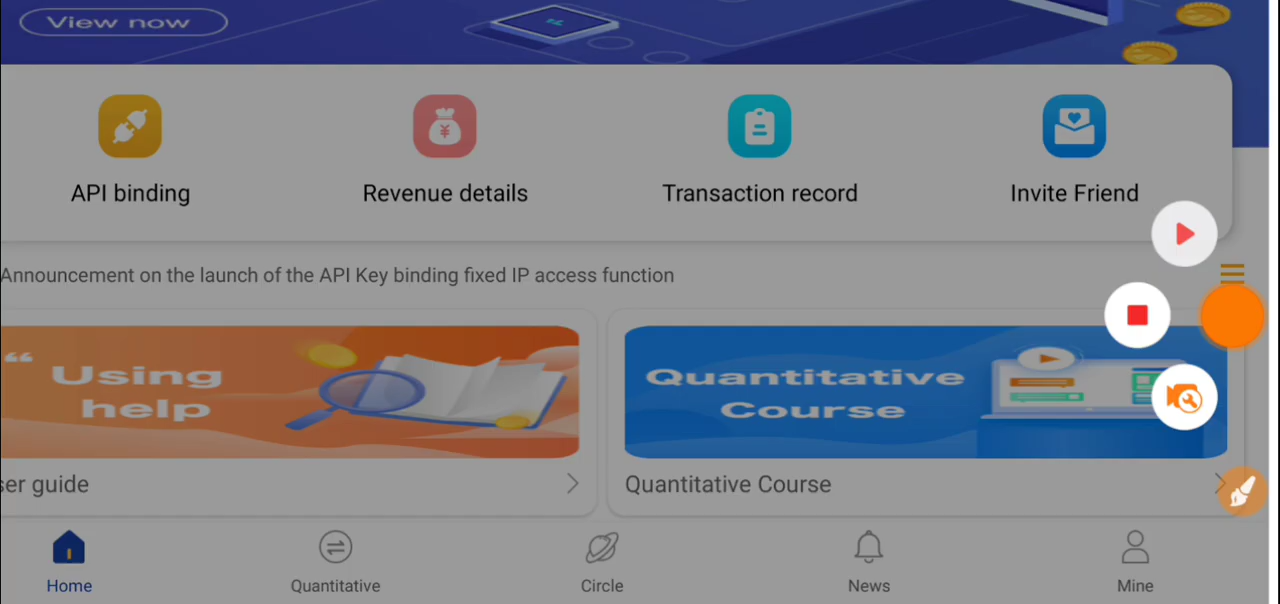 View now
API binding
Revenue details
Transaction record
Invite Friend
Announcement on the launch of the API Key binding fixed IP access function
Using
help
Quantitative
Course
ser guide
Quantitative Course
Home
Quantitative
Circle
News
Mine